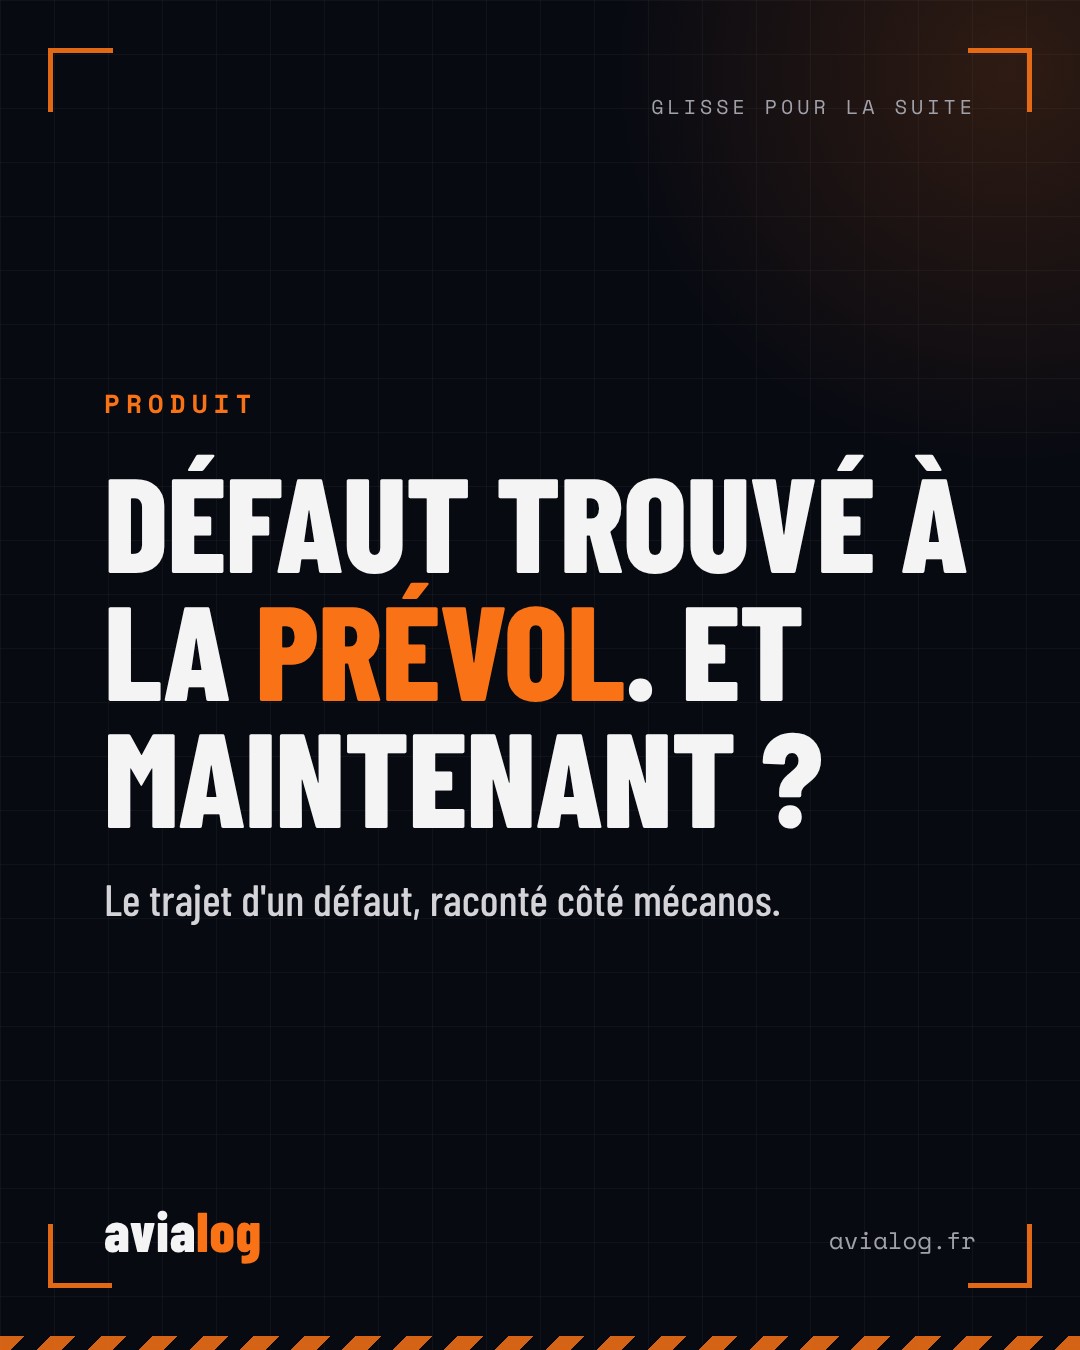 GLISSE POUR LA SUITE
PRODUIT
DÉFAUT TROUVÉ À
LA PRÉVOL. ET
MAINTENANT ?
Le trajet d'un défaut, raconté côté mécanos.
avialog
avialog.fr